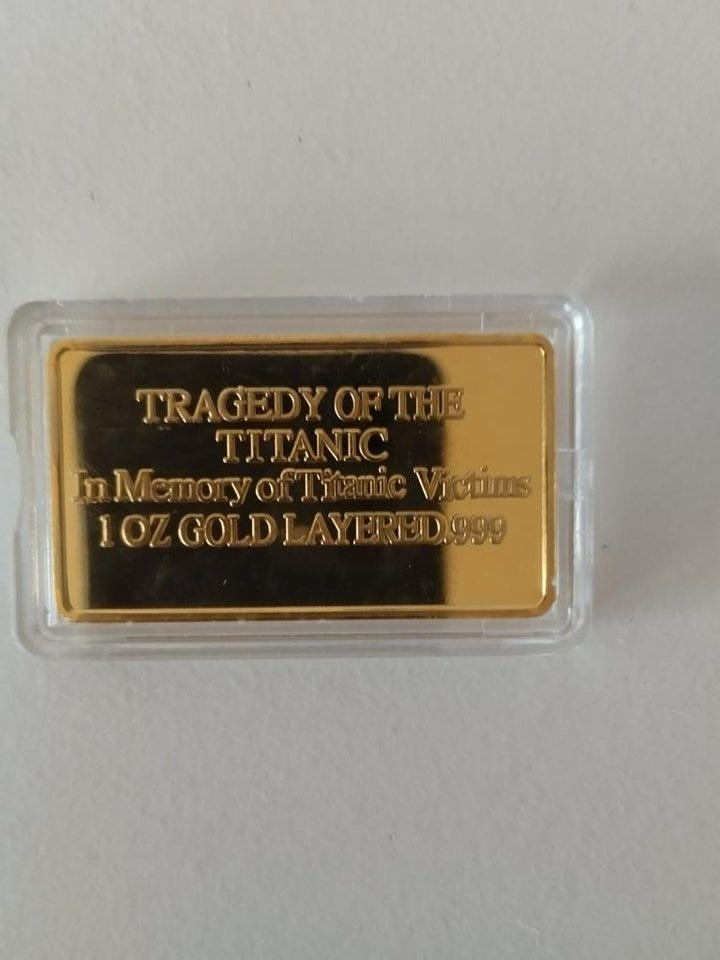 TRAGEDY OF THE
TITANIC
In Memory of Titanic Victims
1 OZ GOLD LAYERED.999